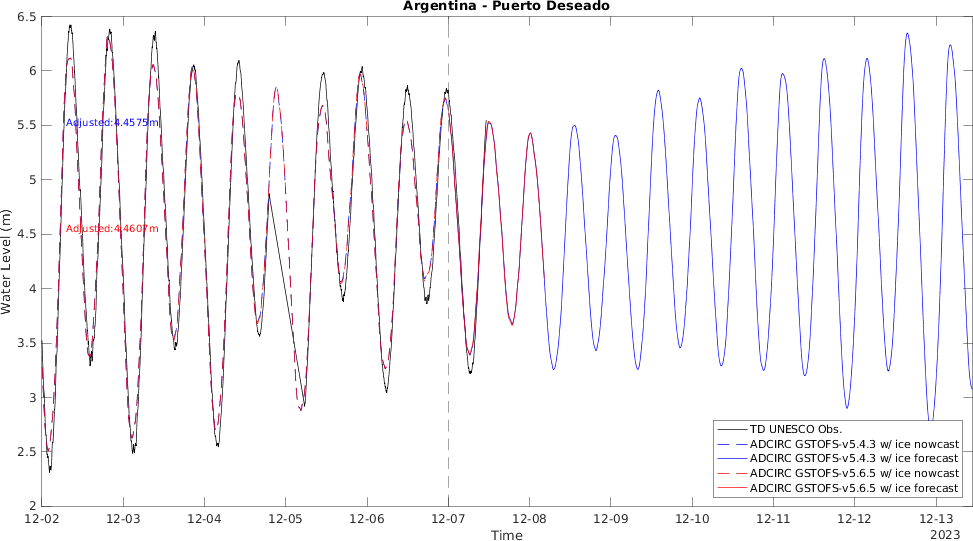 Argentina - Puerto Deseado
6.5
6
5.5
5
4.5
4
3.5
3
2.5
2
Water Level (m)
Adjusted:4.4575m
Adjusted:4.4607m
TD UNESCO Obs.
ADCIRC GSTOFS-v5.4.3 w/ ice nowcast
ADCIRC GSTOFS-v5.4.3 w/ ice forecast
ADCIRC GSTOFS-v5.6.5 w/ ice nowcast
ADCIRC GSTOFS-v5.6.5 w/ ice forecast
12-02 12-03 12-04 12-05 12-06 12-07 12-08 12-09 12-10 12-11 12-12 12-13
2023
Time